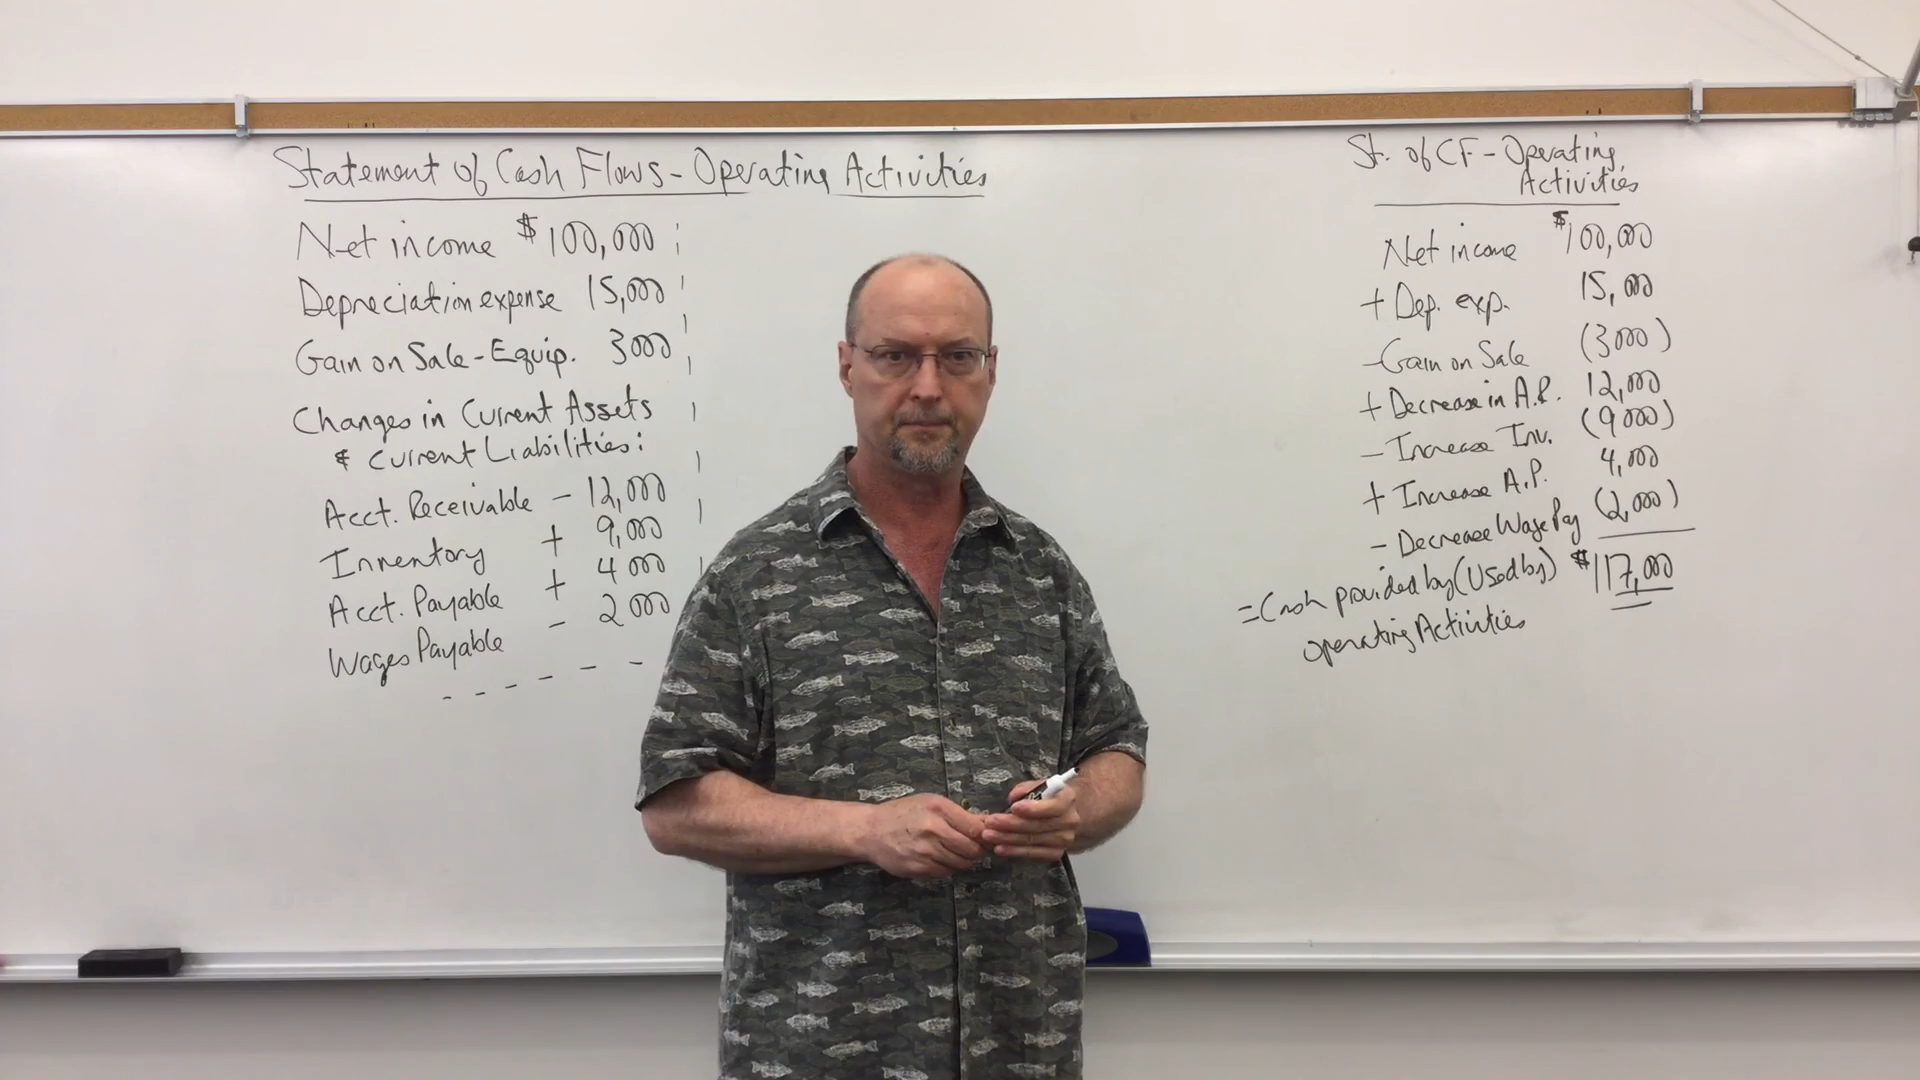 Statement of Cash Flows - Operating Activities
Net income $100,000
Depreciation expense 15,000
Gain on Sale - Equip. 3000
Changes in Current Assets
& Current Liabilities:
Acct. Receivable - 12,000
Inventory + 9,000
Acct. Payable + 4000
Wages Payable - 2000
St. of CF - Operating
Activities
Net income $100,000
+ Dep. exp. 15,000
- Gain on Sale (3000)
+ Decrease in A.R. 12,000
- Increase Inv. (9000)
+ Increase A.P. 4,000
- Decrease Wage Pay (2,000)
= Cash provided by (Used by) $117,000
operating Activities